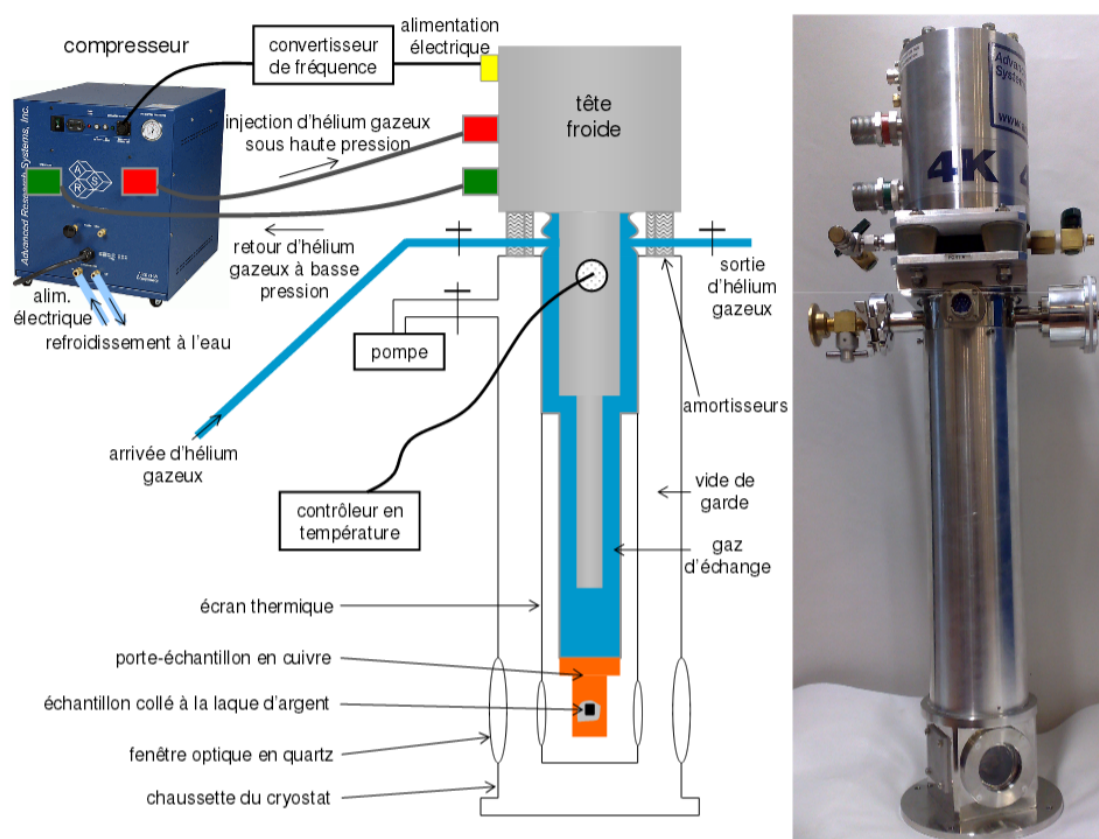 compresseur
convertisseur
de fréquence
alimentation
électrique
Advanced Research Systems, Inc.
A
R
S
injection d'hélium gazeux
sous haute pression
tête
froide
retour d'hélium
gazeux à basse
pression
alim.
électrique
refroidissement à l'eau
pompe
sortie
d'hélium
gazeux
amortisseurs
arrivée d'hélium
gazeux
contrôleur en
température
vide de
garde
gaz
d'échange
écran thermique
porte-échantillon en cuivre
échantillon collé à la laque d'argent
fenêtre optique en quartz
chaussette du cryostat
4K